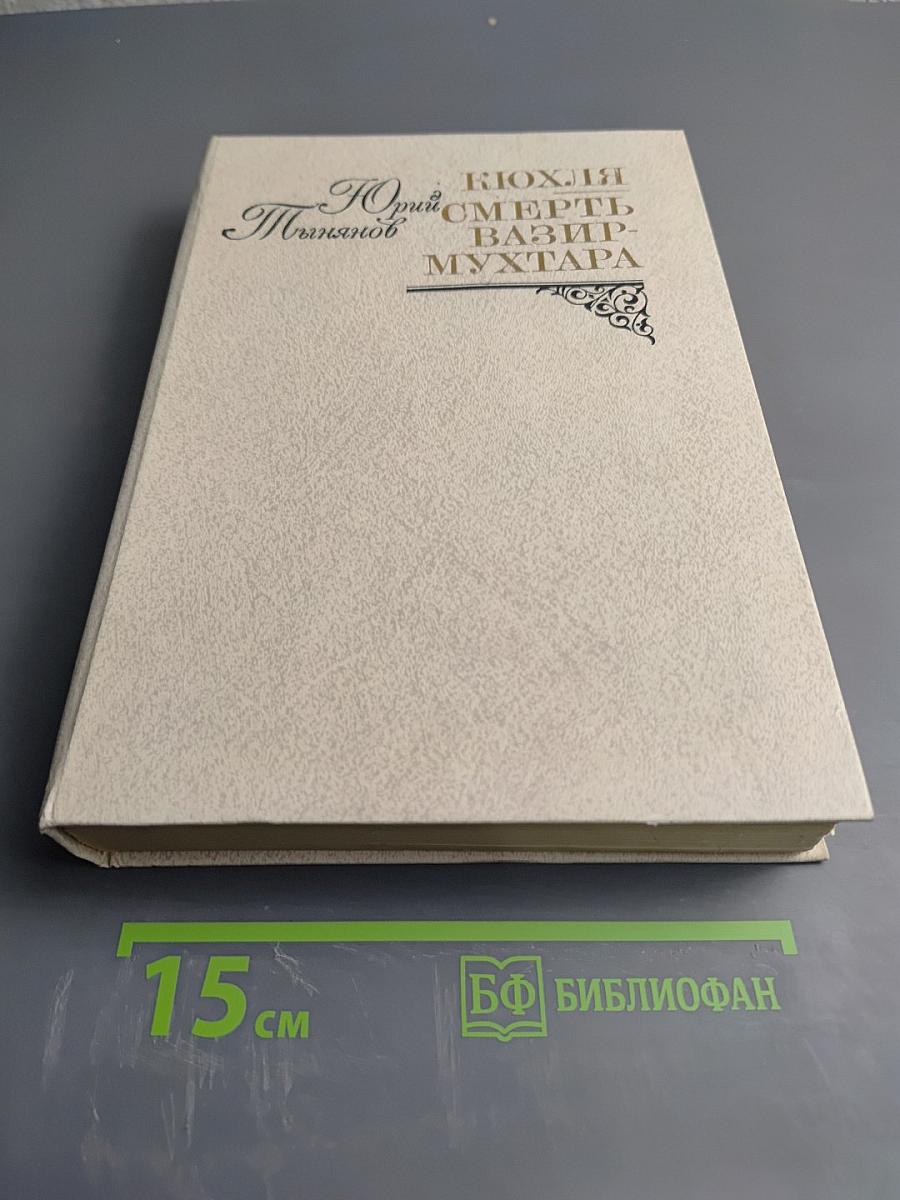 Юрий
Тынянов
КЮХЛЯ
СМЕРТЬ
ВАЗИР-
МУХТАРА
15 см
БФ БИБЛИОФАН